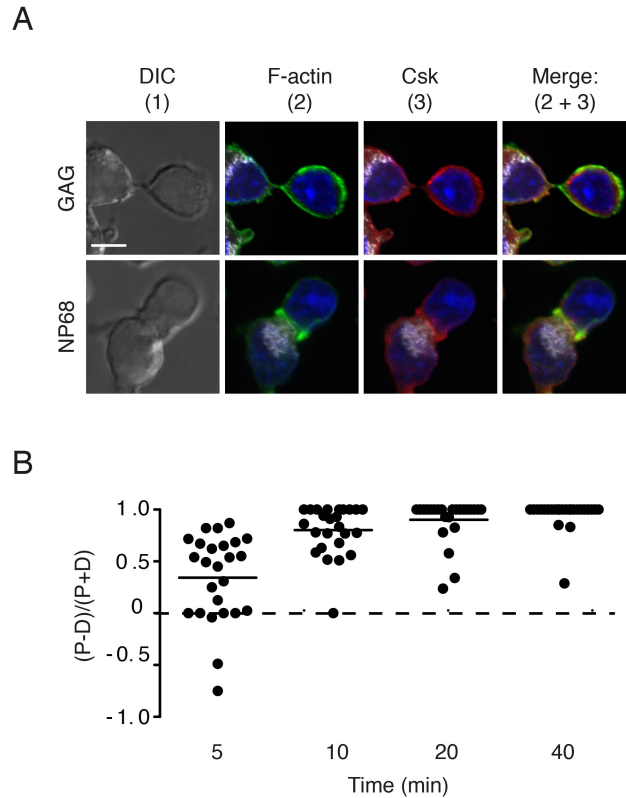 A
DIC F-actin Csk Merge:
(1) (2) (3) (2 + 3)
GAG
NP68
B
(P-D)/(P+D)
1.0
0.5
0
-0.5
-1.0
5 10 20 40
Time (min)